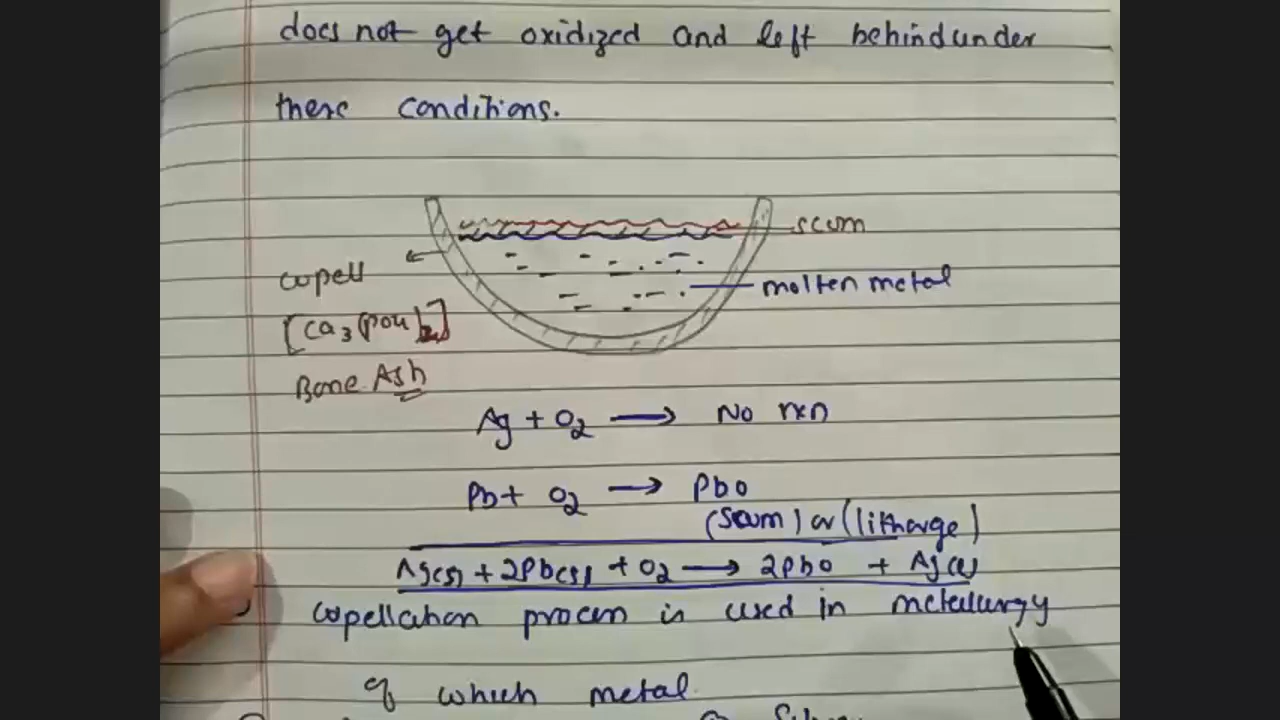 does not get oxidized and left behind under
these conditions.
scum
copell
molten metal
[Ca3(po4)2]
Bone Ash
Ag + O2 → No rxn
Pb + O2 → Pbo
(scum) or (litharge)
Ag(s) + 2Pb(s) + O2 → 2Pbo + Ag(s)
copellation process is used in metallurgy
of which metal